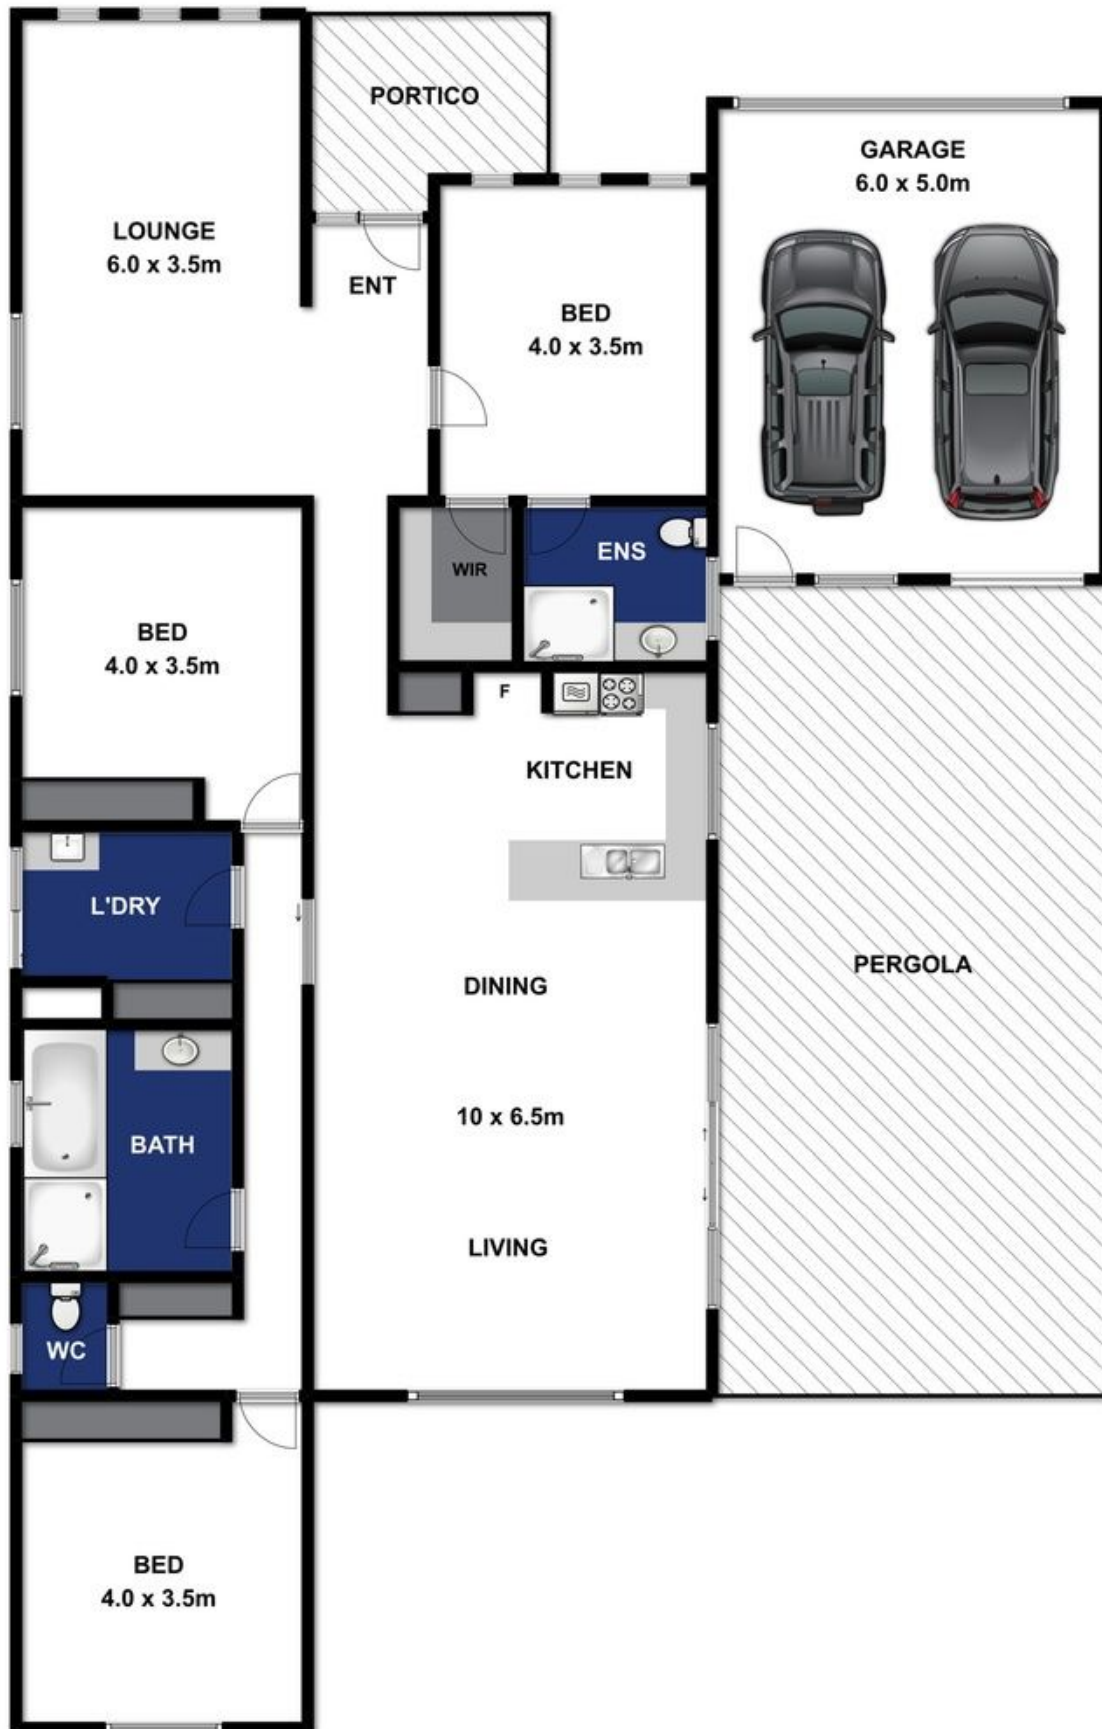 PORTICO
GARAGE
6.0 x 5.0m
LOUNGE
6.0 x 3.5m
ENT
BED
4.0 x 3.5m
ENS
WIR
BED
4.0 x 3.5m
F
KITCHEN
L'DRY
DINING
PERGOLA
10 x 6.5m
BATH
LIVING
WC
BED
4.0 x 3.5m